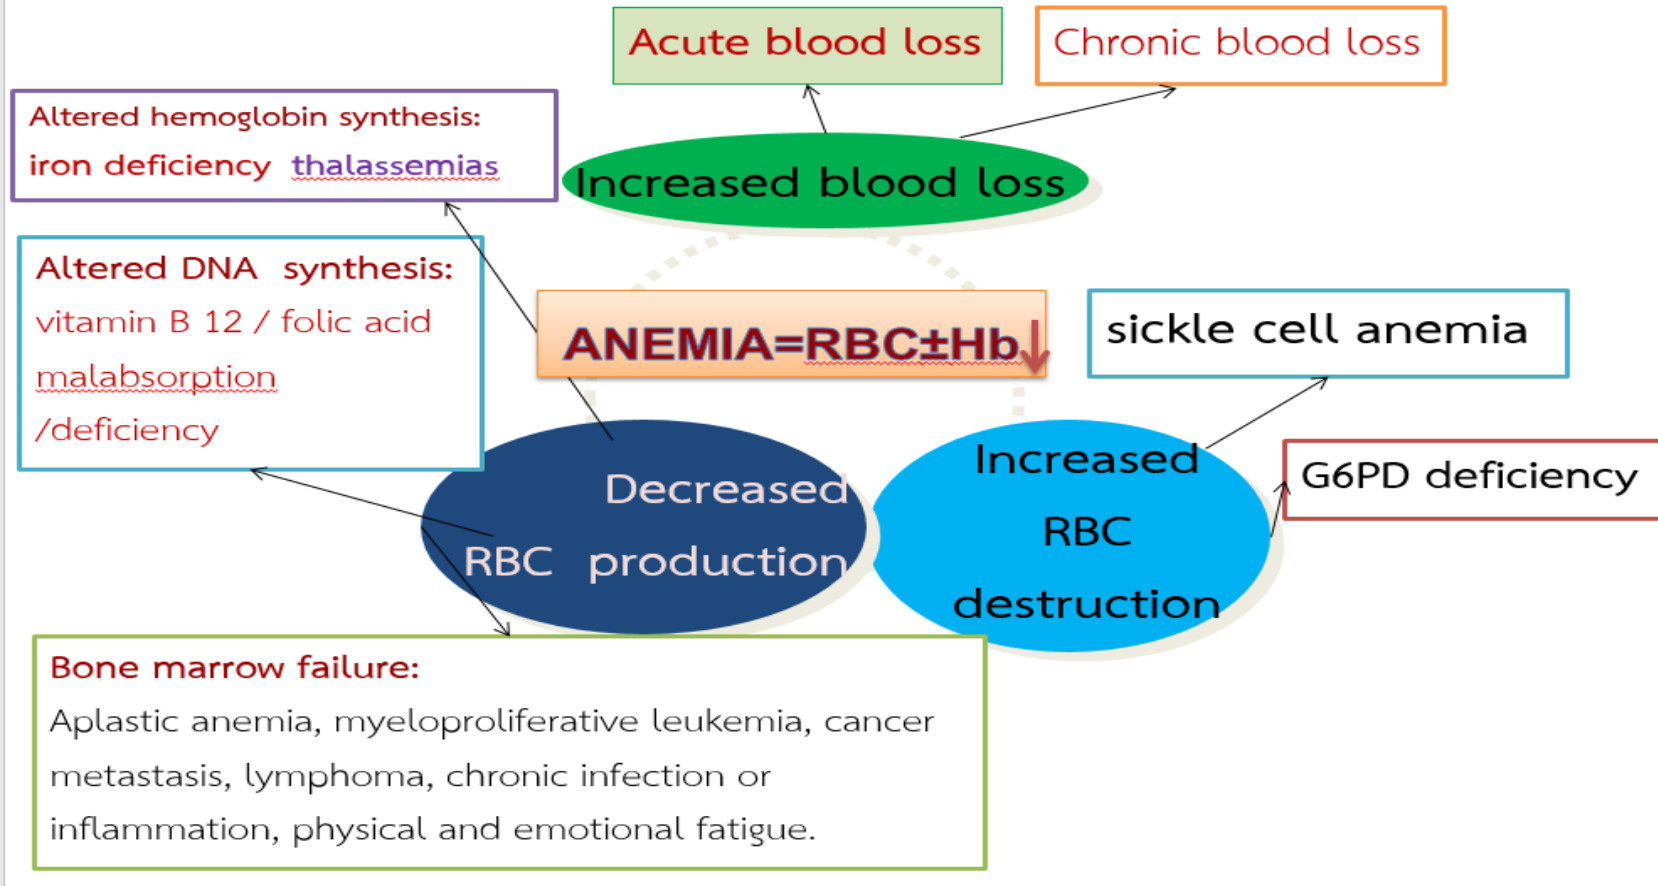 Acute blood loss
Chronic blood loss
Altered hemoglobin synthesis:
iron deficiency thalassemias
Increased blood loss
Altered DNA synthesis:
vitamin B 12 / folic acid
malabsorption
/deficiency
ANEMIA=RBC±Hb↓
sickle cell anemia
Decreased
RBC production
Increased
RBC
destruction
G6PD deficiency
Bone marrow failure:
Aplastic anemia, myeloproliferative leukemia, cancer
metastasis, lymphoma, chronic infection or
inflammation, physical and emotional fatigue.